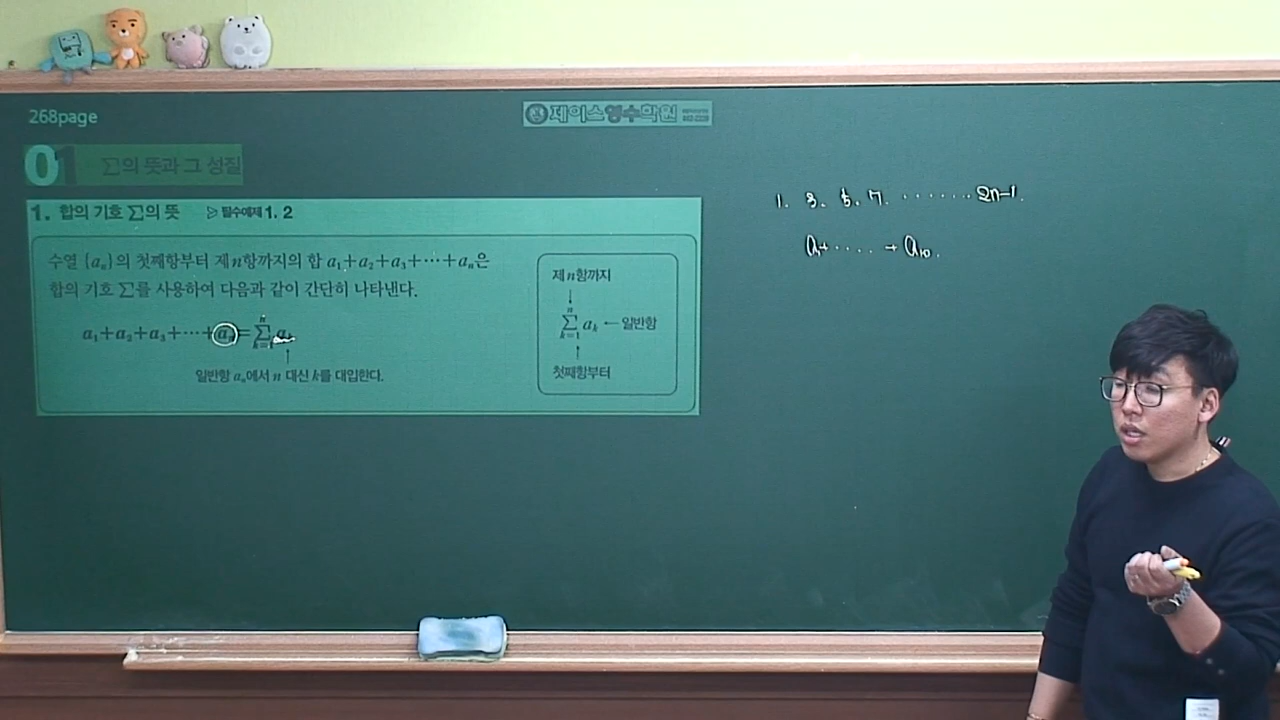 268page
제이스영수학원
01 Σ의 뜻과 그 성질
1. 합의 기호 Σ의 뜻 ▷ 필수예제 1, 2
수열 {aₙ}의 첫째항부터 제n항까지의 합 a₁+a₂+a₃+⋯+aₙ은
합의 기호 Σ를 사용하여 다음과 같이 간단히 나타낸다.
a₁+a₂+a₃+⋯+aₙ=Σ n k=1 aₖ
일반항 aₙ에서 n 대신 k를 대입한다.
제n항까지
↓
Σ n k=1 aₖ ← 일반항
↑
첫째항부터
1. 3. 5. 7. ⋯⋯ 2n-1.
a₁+⋯⋯+a₁₀.